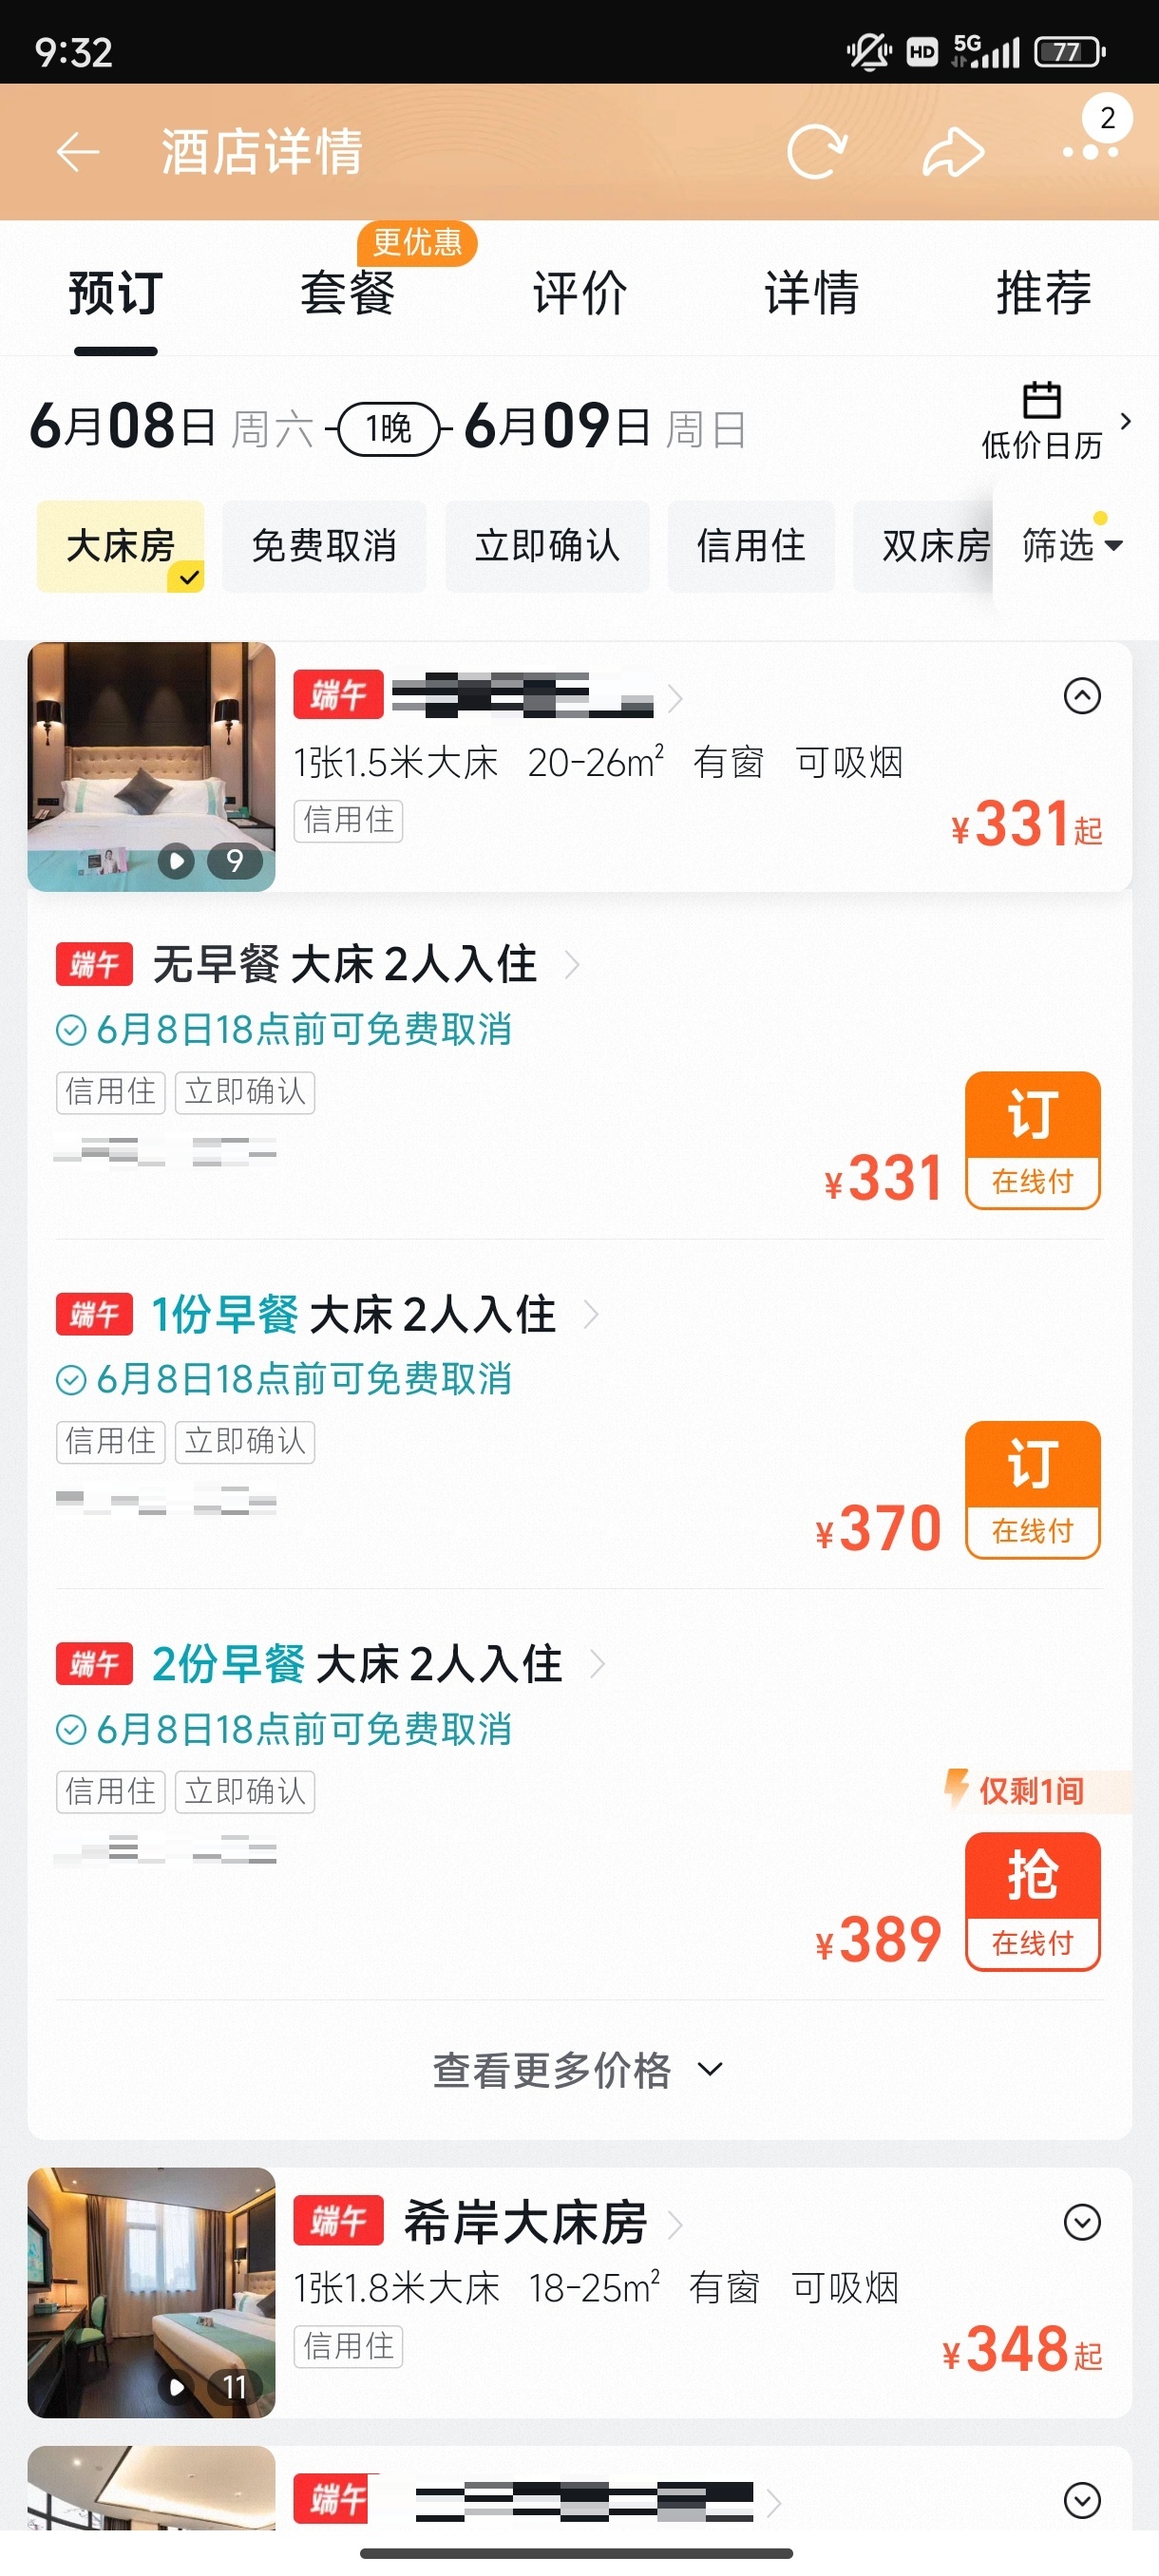 9:32
HD 5G 77
酒店详情
2
更优惠
预订 套餐 评价 详情 推荐
6月08日 周六 1晚 6月09日 周日
低价日历
大床房 免费取消 立即确认 信用住 双床房 筛选
端午
1张1.5米大床 20-26m² 有窗 可吸烟
信用住
¥331起
9
端午 无早餐 大床 2人入住
6月8日18点前可免费取消
信用住 立即确认
订
¥331 在线付
端午 1份早餐 大床 2人入住
6月8日18点前可免费取消
信用住 立即确认
订
¥370 在线付
端午 2份早餐 大床 2人入住
6月8日18点前可免费取消
信用住 立即确认
仅剩1间
抢
¥389 在线付
查看更多价格
端午 希岸大床房
1张1.8米大床 18-25m² 有窗 可吸烟
信用住
¥348起
11
端午